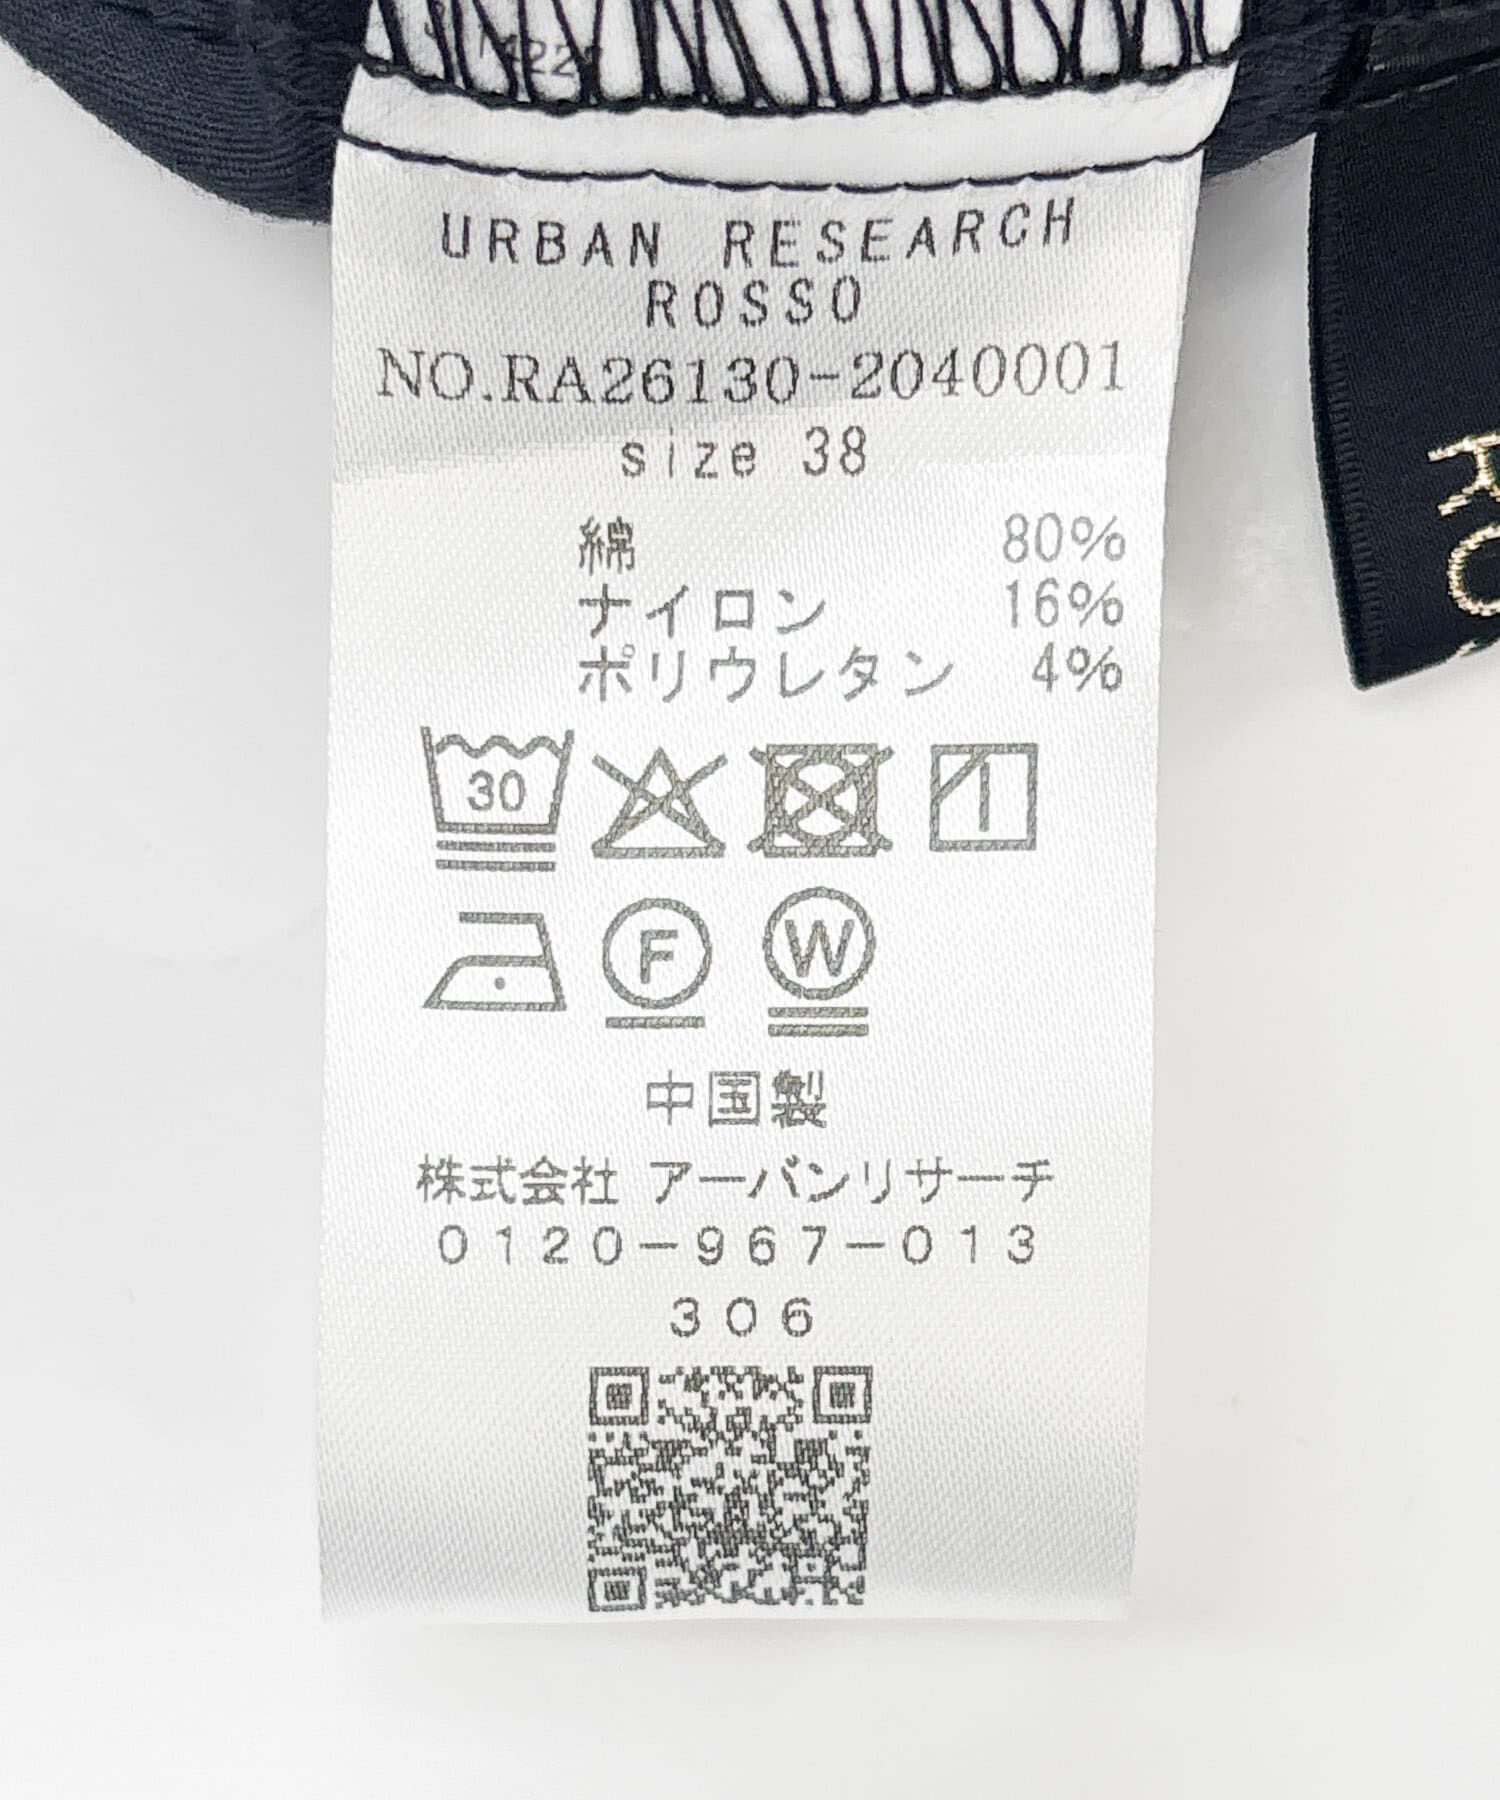 URBAN RESEARCH
ROSSO
NO.RA26130-2040001
size 38
綿 80%
ナイロン 16%
ポリウレタン 4%
30
F W
中国製
株式会社 アーバンリサーチ
0120-967-013
306